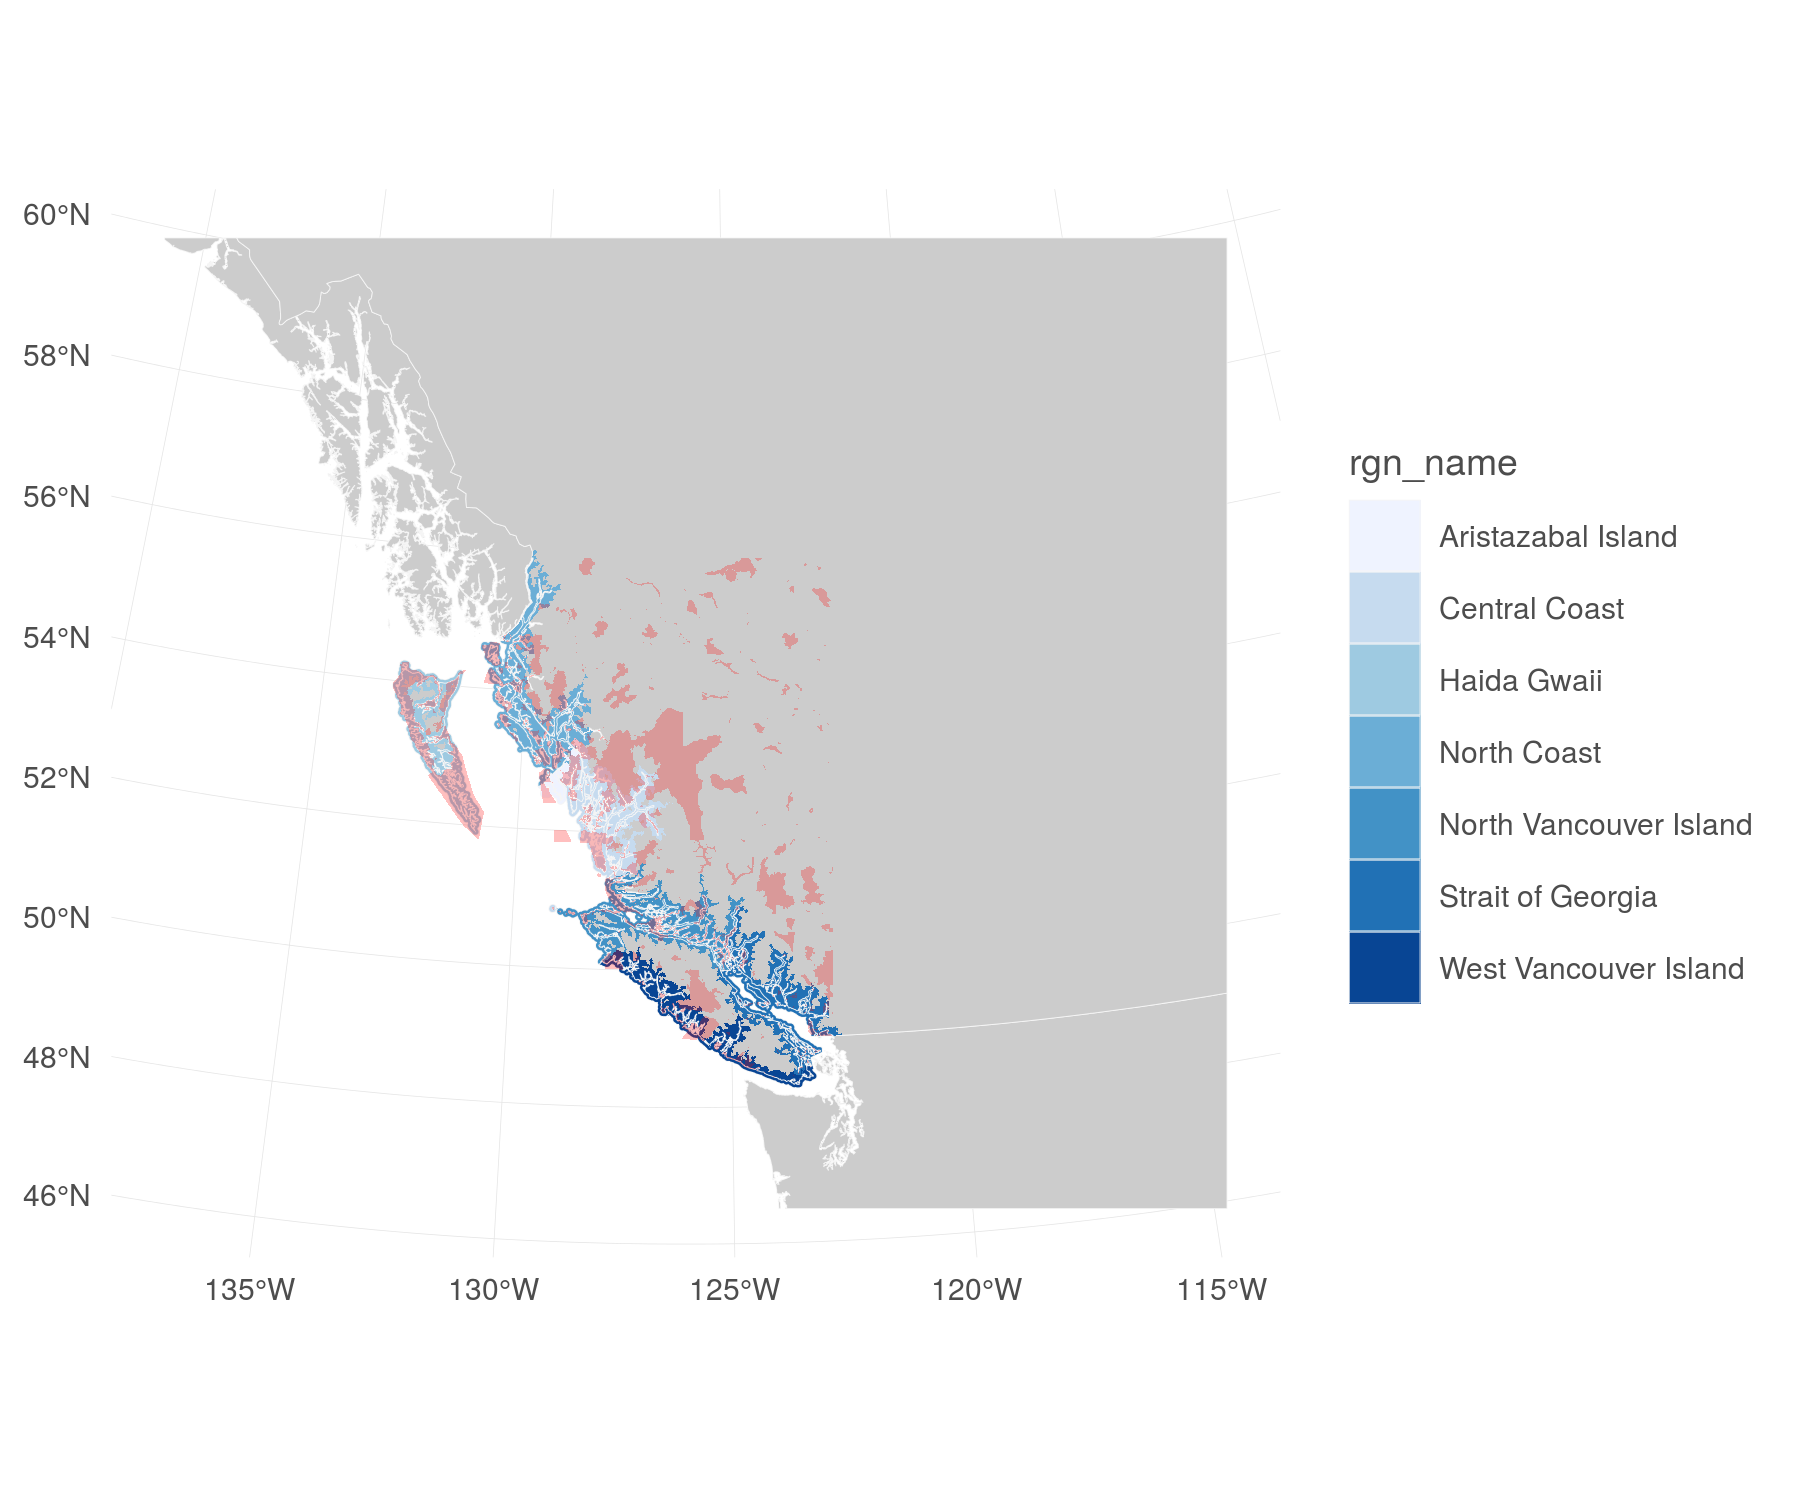 60°N
58°N
56°N
54°N
52°N
50°N
48°N
46°N
135°W
130°W
125°W
120°W
115°W
rgn_name
Aristazabal Island
Central Coast
Haida Gwaii
North Coast
North Vancouver Island
Strait of Georgia
West Vancouver Island